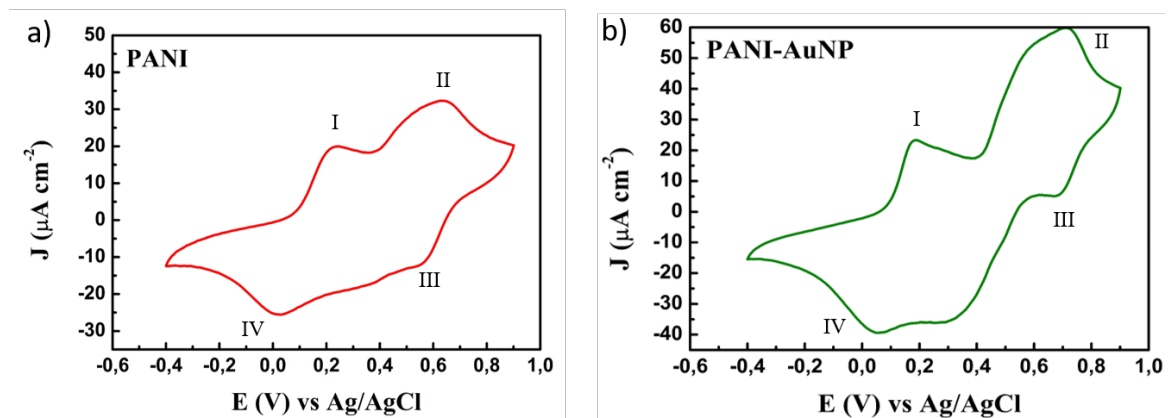 a)
PANI
I
II
III
IV
50
40
30
20
10
0
-10
-20
-30
J (μA cm⁻²)
-0,6 -0,4 -0,2 0,0 0,2 0,4 0,6 0,8 1,0
E (V) vs Ag/AgCl
b)
PANI-AuNP
I
II
III
IV
60
50
40
30
20
10
0
-10
-20
-30
-40
J (μA cm⁻²)
-0,6 -0,4 -0,2 0,0 0,2 0,4 0,6 0,8 1,0
E (V) vs Ag/AgCl